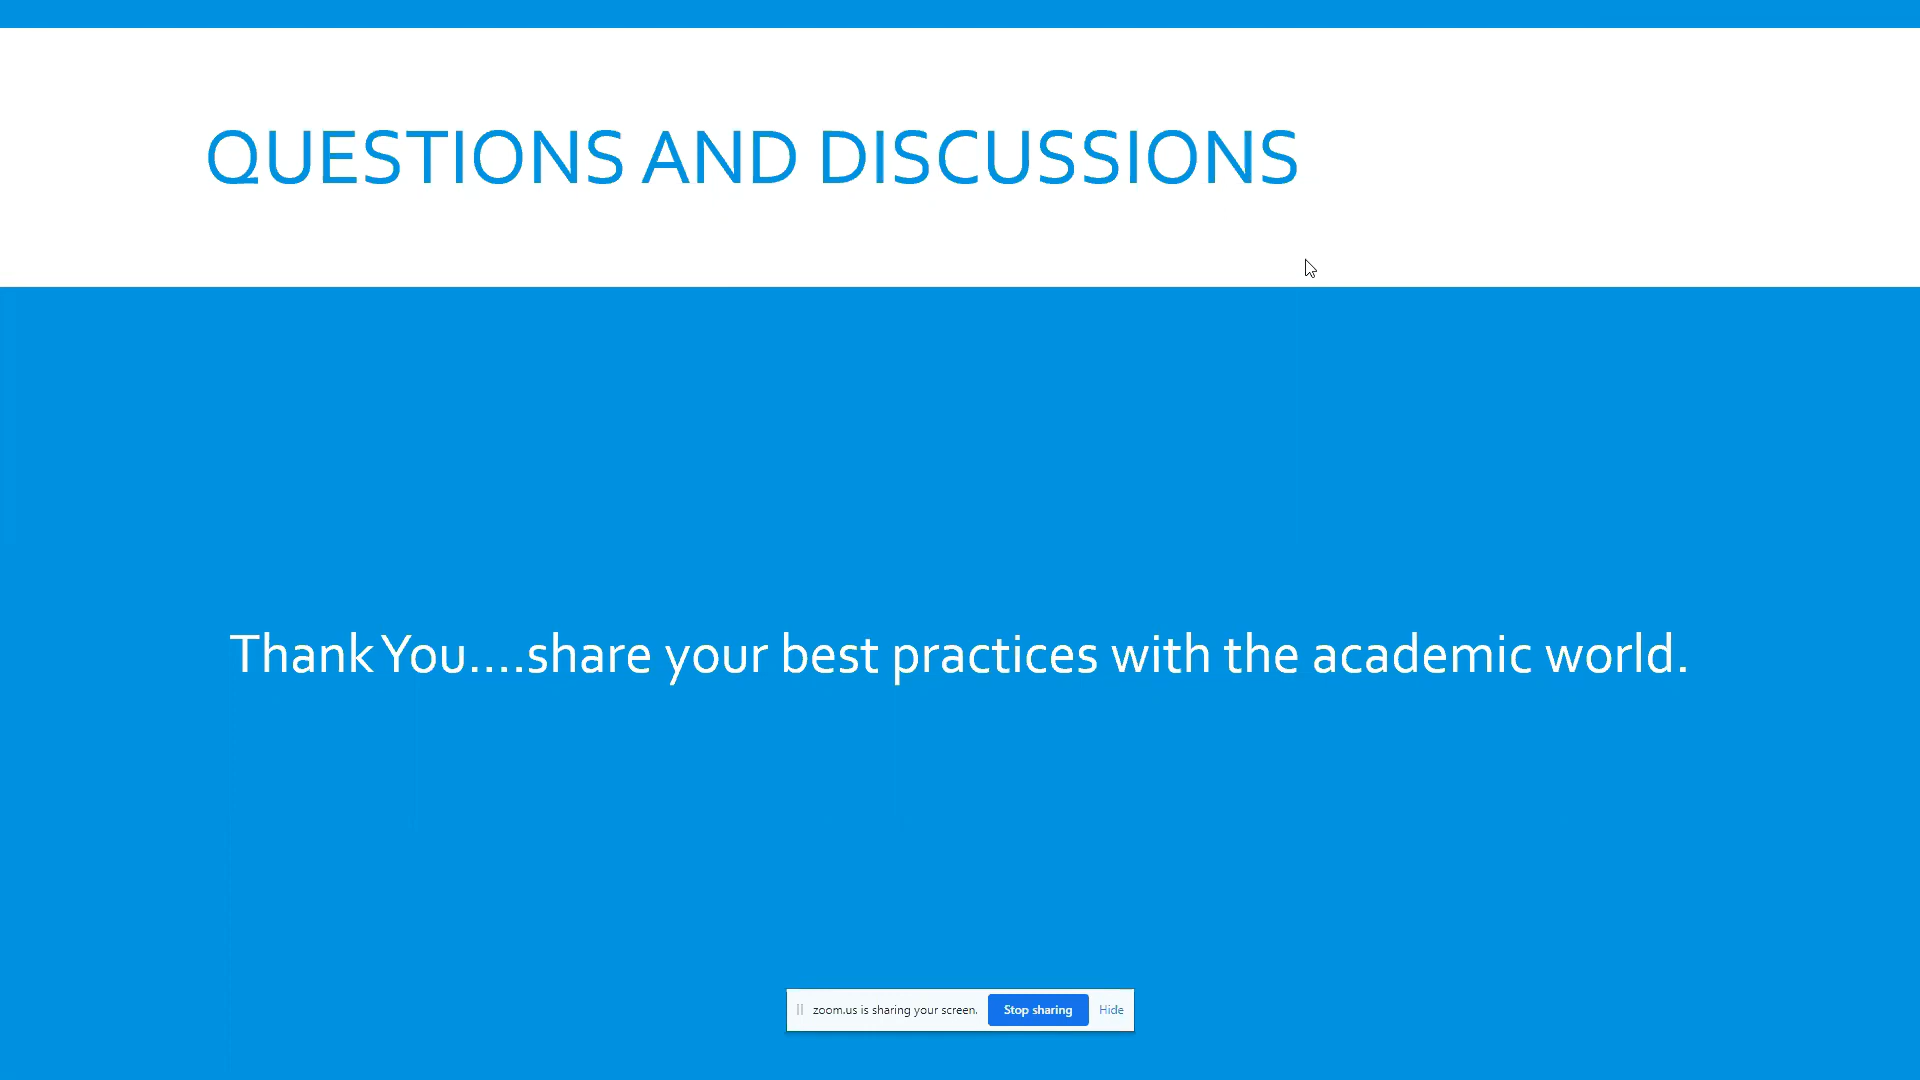 QUESTIONS AND DISCUSSIONS
Thank You....share your best practices with the academic world.
zoom.us is sharing your screen. Stop sharing Hide